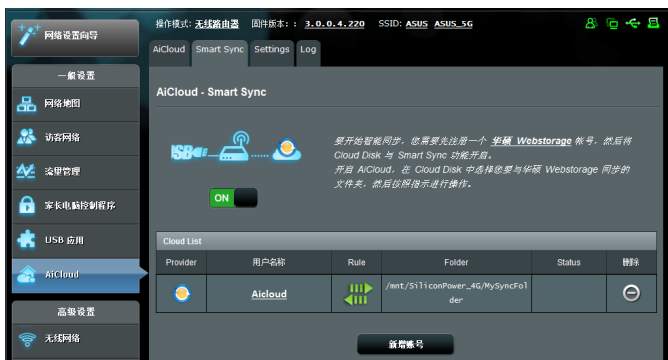 操作模式: 无线路由器 固件版本: : 3.0.0.4.220 SSID: ASUS ASUS_5G
网络设置向导
AiCloud Smart Sync Settings Log
一般设置
网络地图
访客网络
流量管理
家长电脑控制程序
USB 应用
AiCloud
高级设置
无线网络
AiCloud - Smart Sync
要开始智能同步，您需要先注册一个 华硕 Webstorage 帐号，然后将
Cloud Disk 与 Smart Sync 功能开启。
开启 AiCloud，在 Cloud Disk 中选择您要与华硕 Webstorage 同步的
文件夹，然后按照指示进行操作。
USB
ON
Cloud List
Provider 用户名称 Rule Folder Status 删除
Aicloud /mnt/SiliconPower_4G/MySyncFol
der
新增账号